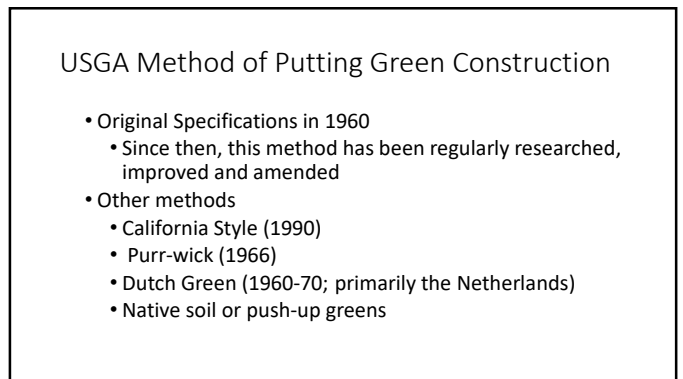 USGA Method of Putting Green Construction
• Original Specifications in 1960
• Since then, this method has been regularly researched,
improved and amended
• Other methods
• California Style (1990)
• Purr-wick (1966)
• Dutch Green (1960-70; primarily the Netherlands)
• Native soil or push-up greens